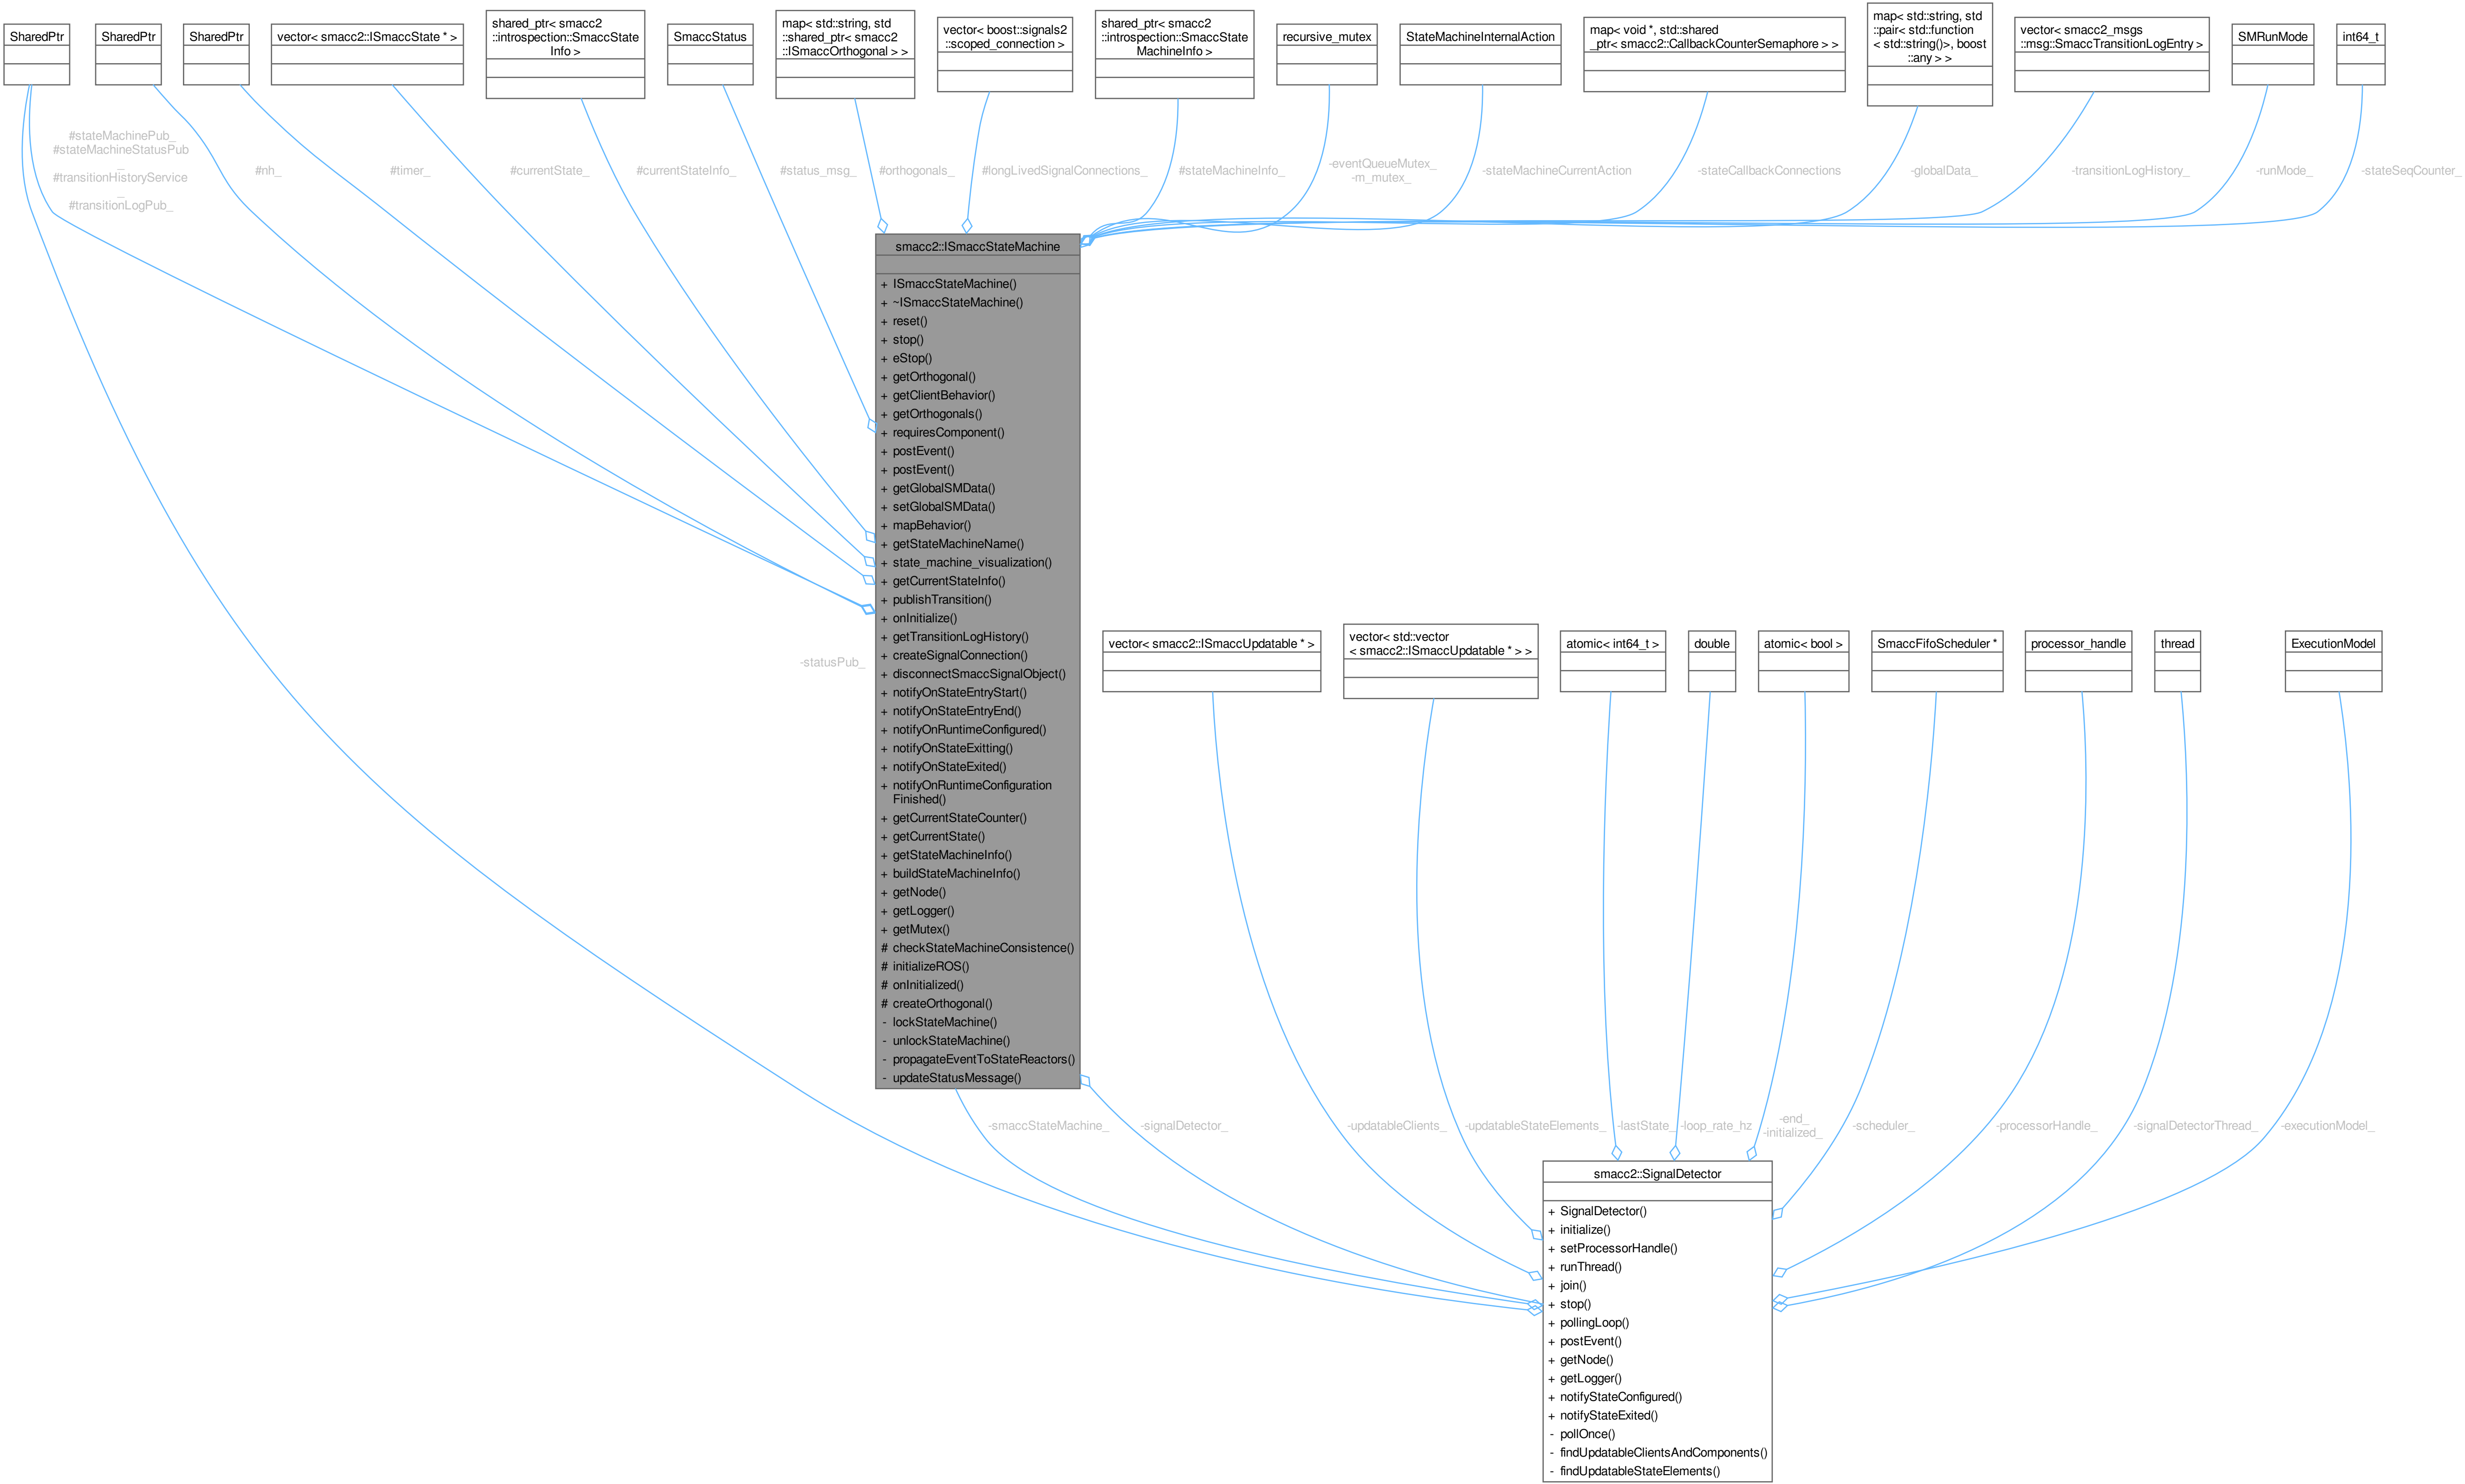 SharedPtr
SharedPtr
SharedPtr
vector< smacc2::ISmaccState * >
shared_ptr< smacc2
::introspection::SmaccState
Info >
SmaccStatus
map< std::string, std
::shared_ptr< smacc2
::ISmaccOrthogonal > >
vector< boost::signals2
::scoped_connection >
shared_ptr< smacc2
::introspection::SmaccState
MachineInfo >
recursive_mutex
StateMachineInternalAction
map< void *, std::shared
_ptr< smacc2::CallbackCounterSemaphore > >
map< std::string, std
::pair< std::function
< std::string()>, boost
::any > >
vector< smacc2_msgs
::msg::SmaccTransitionLogEntry >
SMRunMode
int64_t
#stateMachinePub_
#stateMachineStatusPub
_
#transitionHistoryService
_
#transitionLogPub_
#nh_
#timer_
#currentState_
#currentStateInfo_
#status_msg_
#orthogonals_
#longLivedSignalConnections_
#stateMachineInfo_
-eventQueueMutex_
-m_mutex_
-stateMachineCurrentAction
-stateCallbackConnections
-globalData_
-transitionLogHistory_
-runMode_
-stateSeqCounter_
smacc2::ISmaccStateMachine
+ ISmaccStateMachine()
+ ~ISmaccStateMachine()
+ reset()
+ stop()
+ eStop()
+ getOrthogonal()
+ getClientBehavior()
+ getOrthogonals()
+ requiresComponent()
+ postEvent()
+ postEvent()
+ getGlobalSMData()
+ setGlobalSMData()
+ mapBehavior()
+ getStateMachineName()
+ state_machine_visualization()
+ getCurrentStateInfo()
+ publishTransition()
+ onInitialize()
+ getTransitionLogHistory()
+ createSignalConnection()
+ disconnectSmaccSignalObject()
+ notifyOnStateEntryStart()
+ notifyOnStateEntryEnd()
+ notifyOnRuntimeConfigured()
+ notifyOnStateExitting()
+ notifyOnStateExited()
+ notifyOnRuntimeConfiguration
Finished()
+ getCurrentStateCounter()
+ getCurrentState()
+ getStateMachineInfo()
+ buildStateMachineInfo()
+ getNode()
+ getLogger()
+ getMutex()
# checkStateMachineConsistence()
# initializeROS()
# onInitialized()
# createOrthogonal()
- lockStateMachine()
- unlockStateMachine()
- propagateEventToStateReactors()
- updateStatusMessage()
-statusPub_
vector< smacc2::ISmaccUpdatable * >
vector< std::vector
< smacc2::ISmaccUpdatable * > >
atomic< int64_t >
double
atomic< bool >
SmaccFifoScheduler *
processor_handle
thread
ExecutionModel
-smaccStateMachine_
-signalDetector_
-updatableClients_
-updatableStateElements_
-lastState_
-loop_rate_hz
-end_
-initialized_
-scheduler_
-processorHandle_
-signalDetectorThread_
-executionModel_
smacc2::SignalDetector
+ SignalDetector()
+ initialize()
+ setProcessorHandle()
+ runThread()
+ join()
+ stop()
+ pollingLoop()
+ postEvent()
+ getNode()
+ getLogger()
+ notifyStateConfigured()
+ notifyStateExited()
- pollOnce()
- findUpdatableClientsAndComponents()
- findUpdatableStateElements()